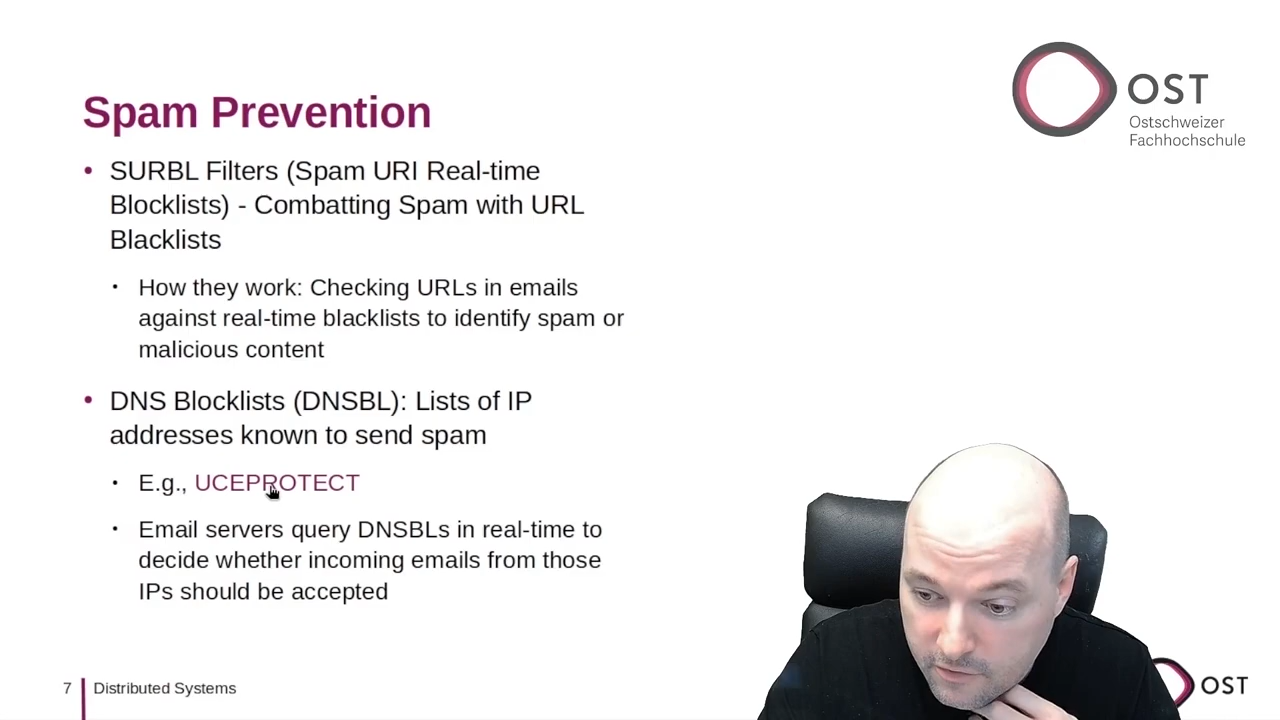 OST
Ostschweizer
Fachhochschule
Spam Prevention
• SURBL Filters (Spam URI Real-time
Blocklists) - Combatting Spam with URL
Blacklists
• How they work: Checking URLs in emails
against real-time blacklists to identify spam or
malicious content
• DNS Blocklists (DNSBL): Lists of IP
addresses known to send spam
• E.g., UCEPROTECT
• Email servers query DNSBLs in real-time to
decide whether incoming emails from those
IPs should be accepted
7 Distributed Systems
OST